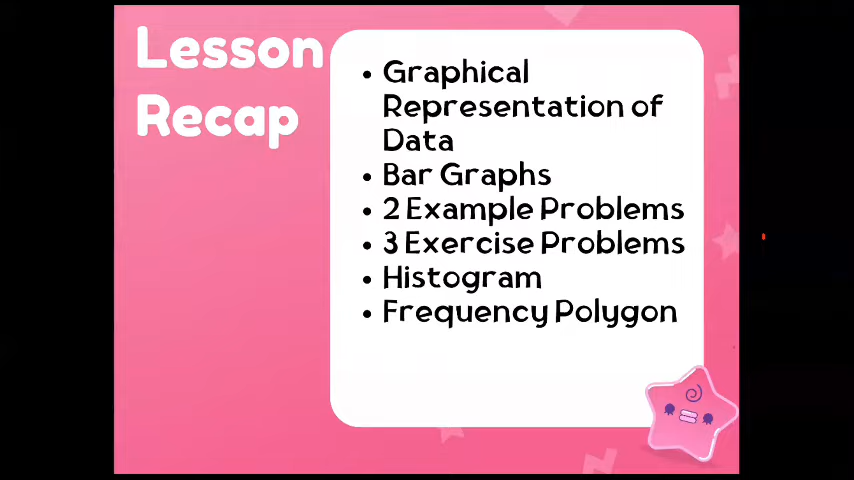 Lesson
Recap
• Graphical
Representation of
Data
• Bar Graphs
• 2 Example Problems
• 3 Exercise Problems
• Histogram
• Frequency Polygon